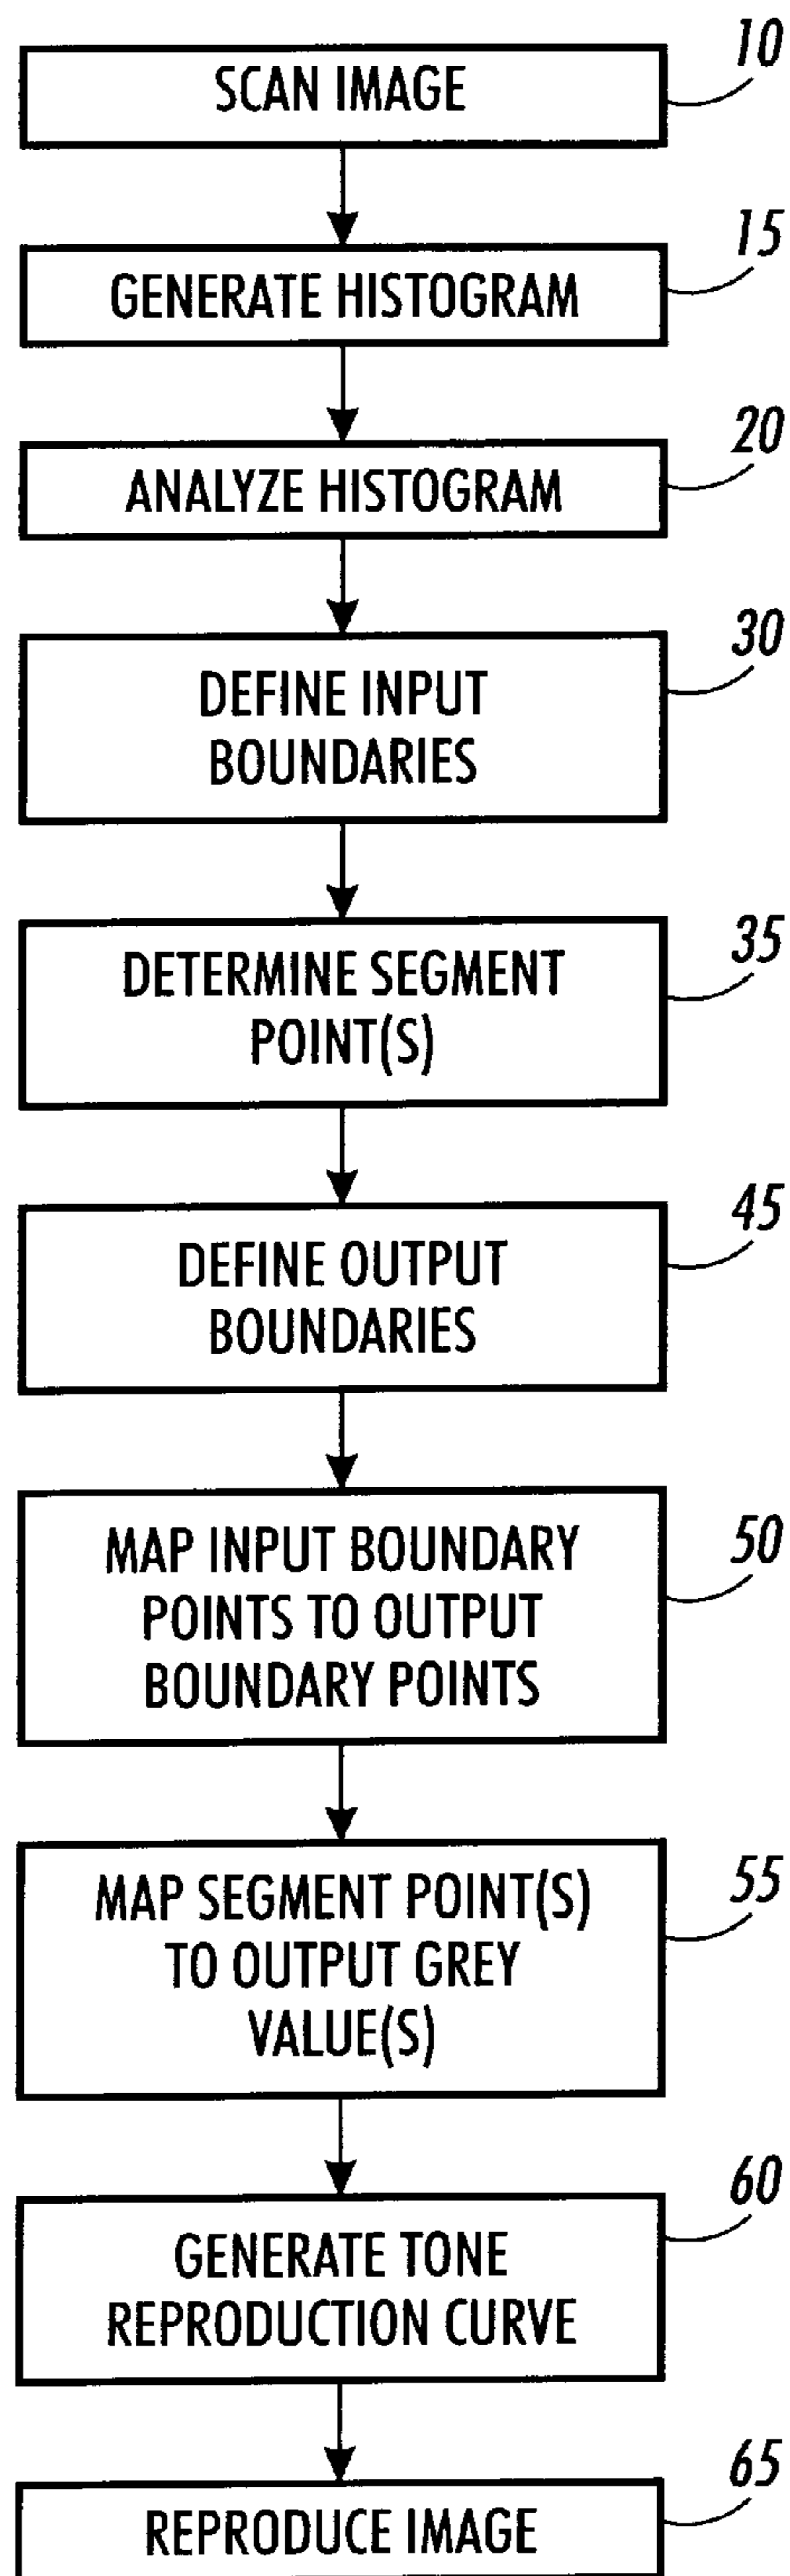 10
SCAN IMAGE
15
GENERATE HISTOGRAM
20
ANALYZE HISTOGRAM
30
DEFINE INPUT
BOUNDARIES
35
DETERMINE SEGMENT
POINT(S)
45
DEFINE OUTPUT
BOUNDARIES
50
MAP INPUT BOUNDARY
POINTS TO OUTPUT
BOUNDARY POINTS
55
MAP SEGMENT POINT(S)
TO OUTPUT GREY
VALUE(S)
60
GENERATE TONE
REPRODUCTION CURVE
65
REPRODUCE IMAGE